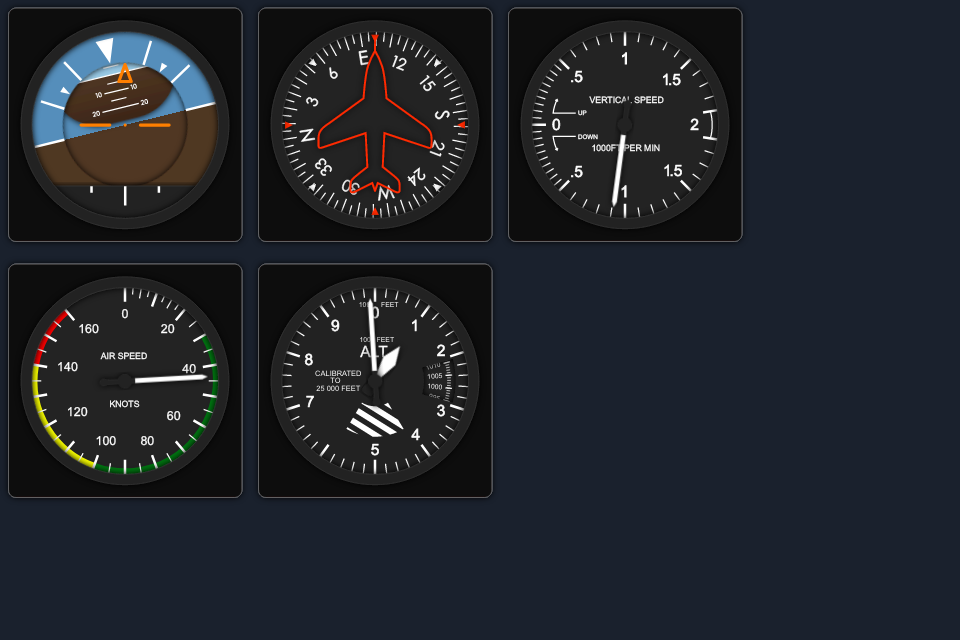 10 10
20 20
E
6 12
3 15
N S
33 21
30 24
W
1
.5 1.5
VERTICAL SPEED
UP
0 2
DOWN
1000FT PER MIN
.5 1.5
1
0
160 20
AIR SPEED
140 40
KNOTS
120 60
100 80
FEET
0
9 1
FEET
ALT
8 2
CALIBRATED
TO
25 000 FEET
1005
1000
7 3
4
5